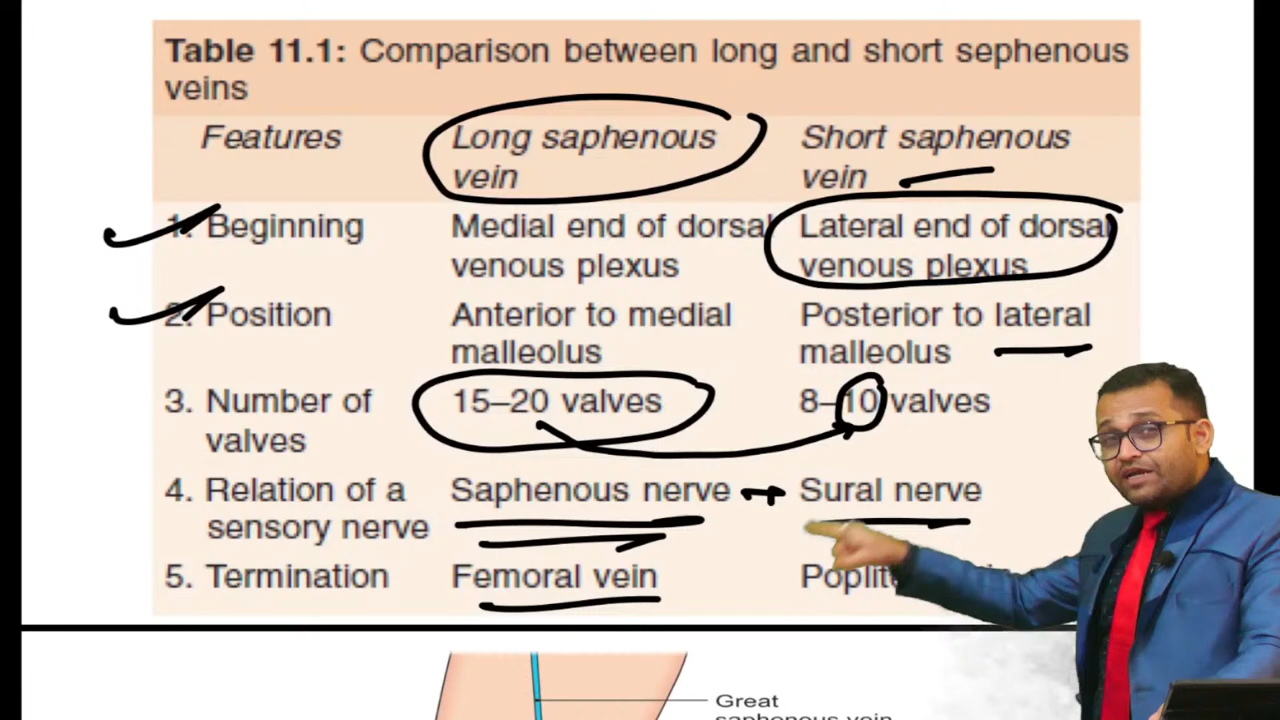 Table 11.1: Comparison between long and short sephenous
veins
Features Long saphenous vein Short saphenous vein
1. Beginning Medial end of dorsal venous plexus Lateral end of dorsal venous plexus
2. Position Anterior to medial malleolus Posterior to lateral malleolus
3. Number of valves 15–20 valves 8–10 valves
4. Relation of a sensory nerve Saphenous nerve Sural nerve
5. Termination Femoral vein
Great
saphenous vein